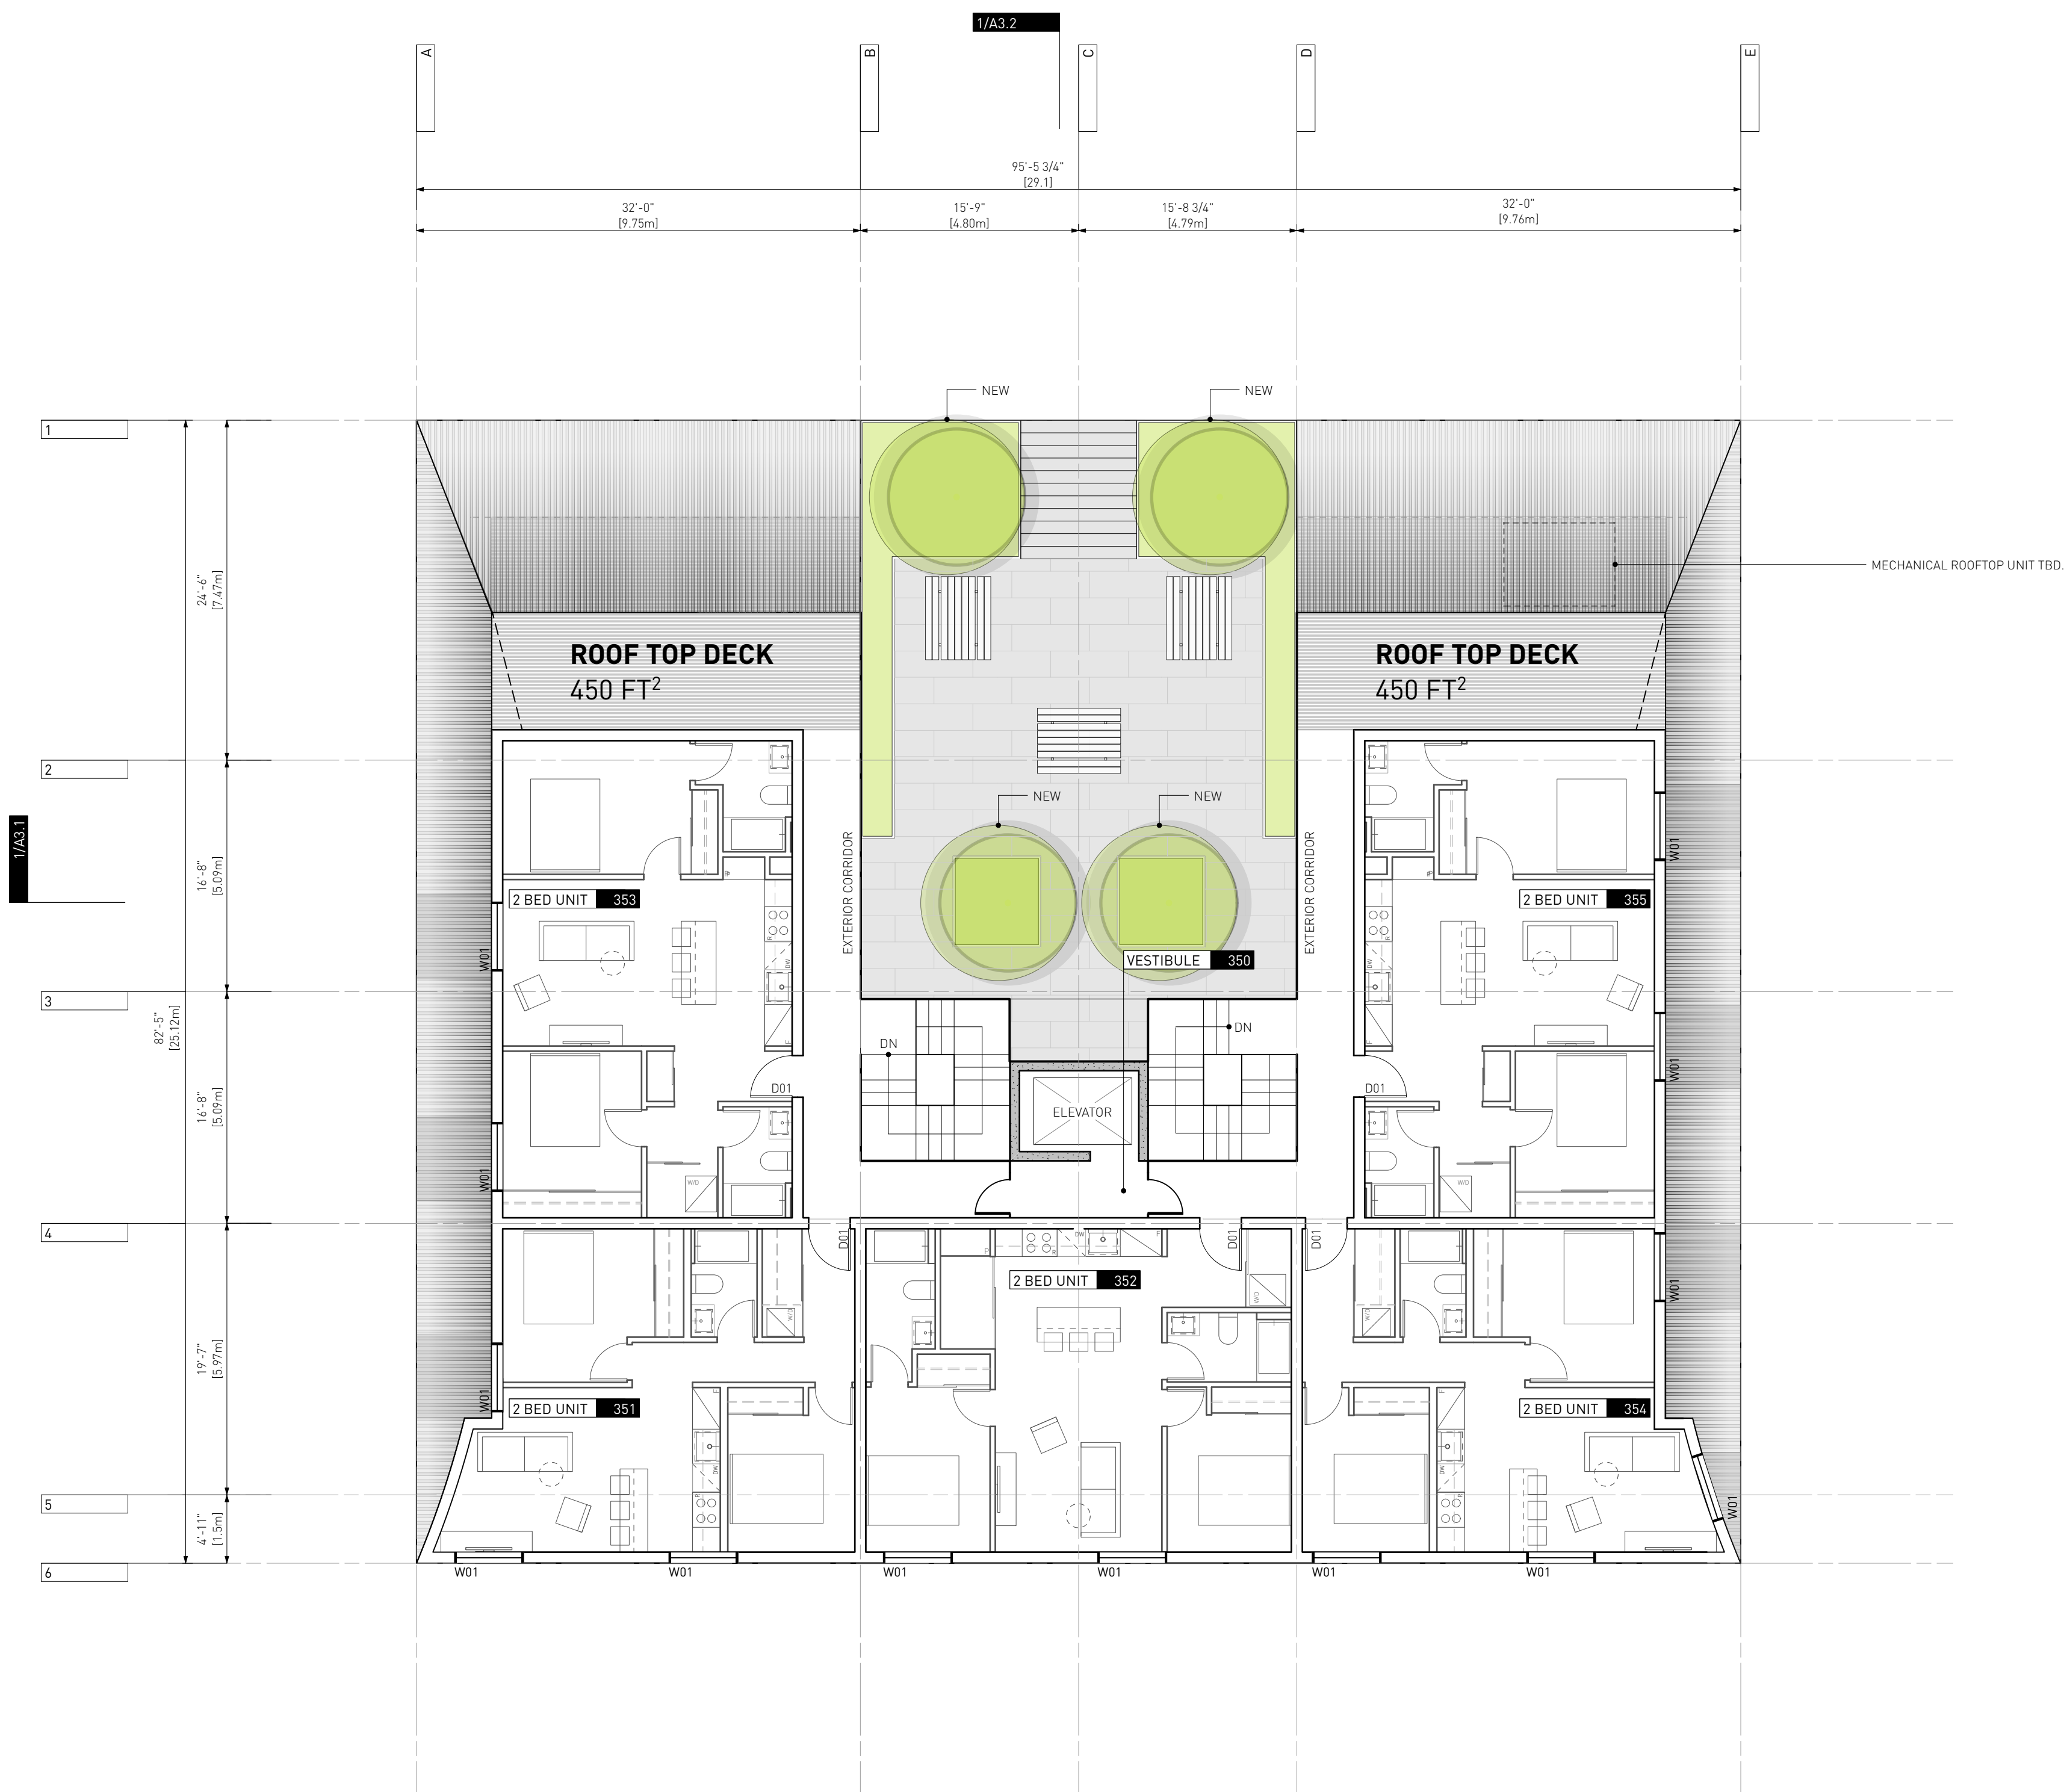 1/A3.2
A
B
C
D
E
95'-5 3/4"
[29.1]
32'-0"
[9.75m]
15'-9"
[4.80m]
15'-8 3/4"
[4.79m]
32'-0"
[9.76m]
NEW
NEW
1
24'-6"
[7.47m]
MECHANICAL ROOFTOP UNIT TBD.
ROOF TOP DECK
450 FT2
ROOF TOP DECK
450 FT2
2
NEW
NEW
1/A3.1
16'-8"
[5.09m]
EXTERIOR CORRIDOR
EXTERIOR CORRIDOR
W01
2 BED UNIT 353
2 BED UNIT 355
R
R
W01
DW
DW
VESTIBULE 350
3
82'-5"
[25.12m]
F
F
DN
DN
W01
16'-8"
[5.09m]
D01
D01
ELEVATOR
W01
W/D
W/D
4
D01
D01
D01
DW
R
F
P
2 BED UNIT 352
W01
W/D
W/D
W/D
19'-7"
[5.97m]
W01
F
F
2 BED UNIT 351
2 BED UNIT 354
DW
DW
R
R
5
W01
4'-11"
[1.5m]
6
W01
W01
W01
W01
W01
W01